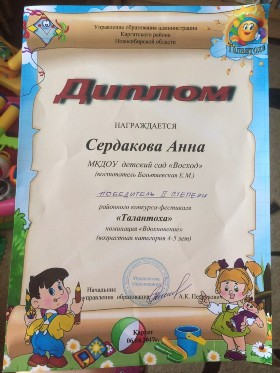 Управление образования администрации
Каргатского района
Новосибирской области
Талантоха
Диплом
НАГРАЖДАЕТСЯ
Сердакова Анна
МКДОУ детский сад «Восход»
(воспитатель Е.М.)
ПОБЕДИТЕЛЬ II СТЕПЕНИ
районного конкурса-фестиваля
«Талантоха»
номинация «Вдохновение»
(возрастная категория 4-5 лет)
Начальник
управления образования
А.К.
Каргат